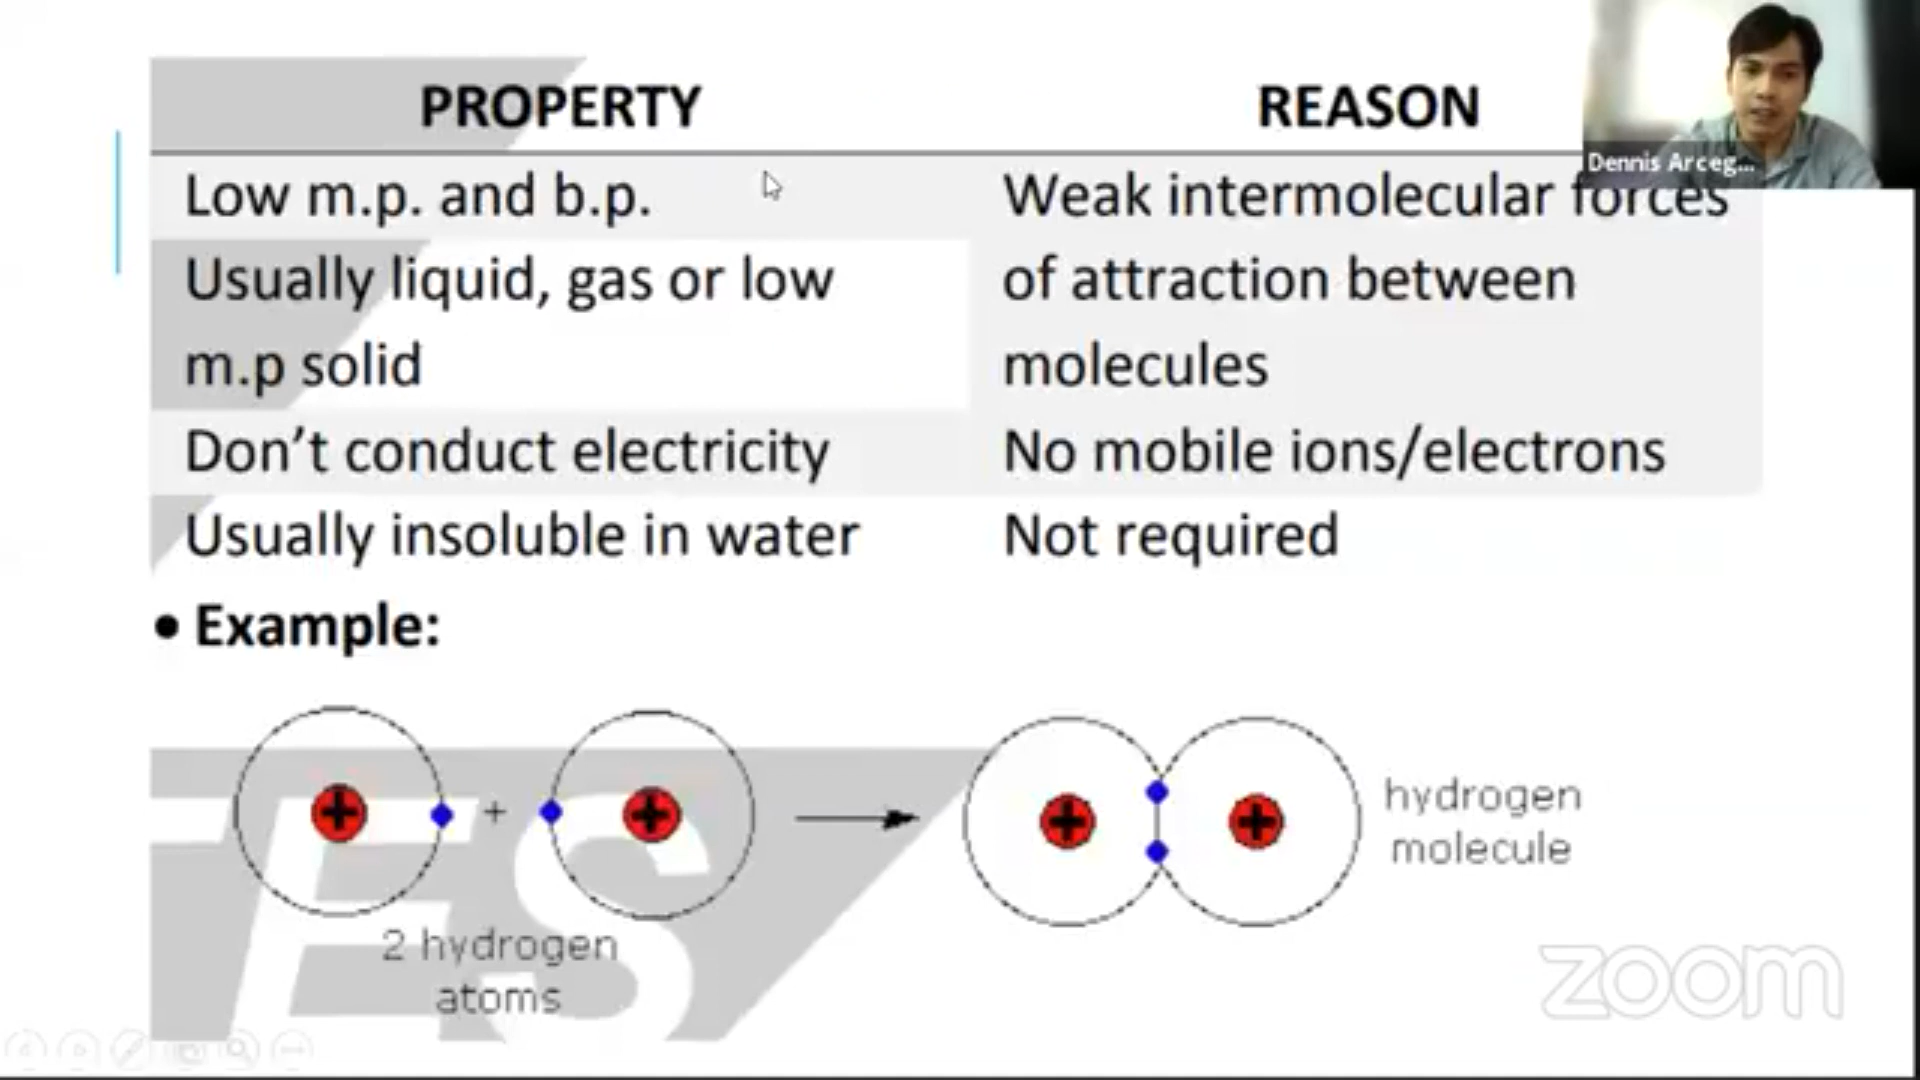 PROPERTY REASON
Dennis Arceg...
Low m.p. and b.p. Weak intermolecular forces
Usually liquid, gas or low of attraction between
m.p solid molecules
Don't conduct electricity No mobile ions/electrons
Usually insoluble in water Not required
• Example:
+ + + +
+
hydrogen
molecule
2 hydrogen
atoms
TES
zoom